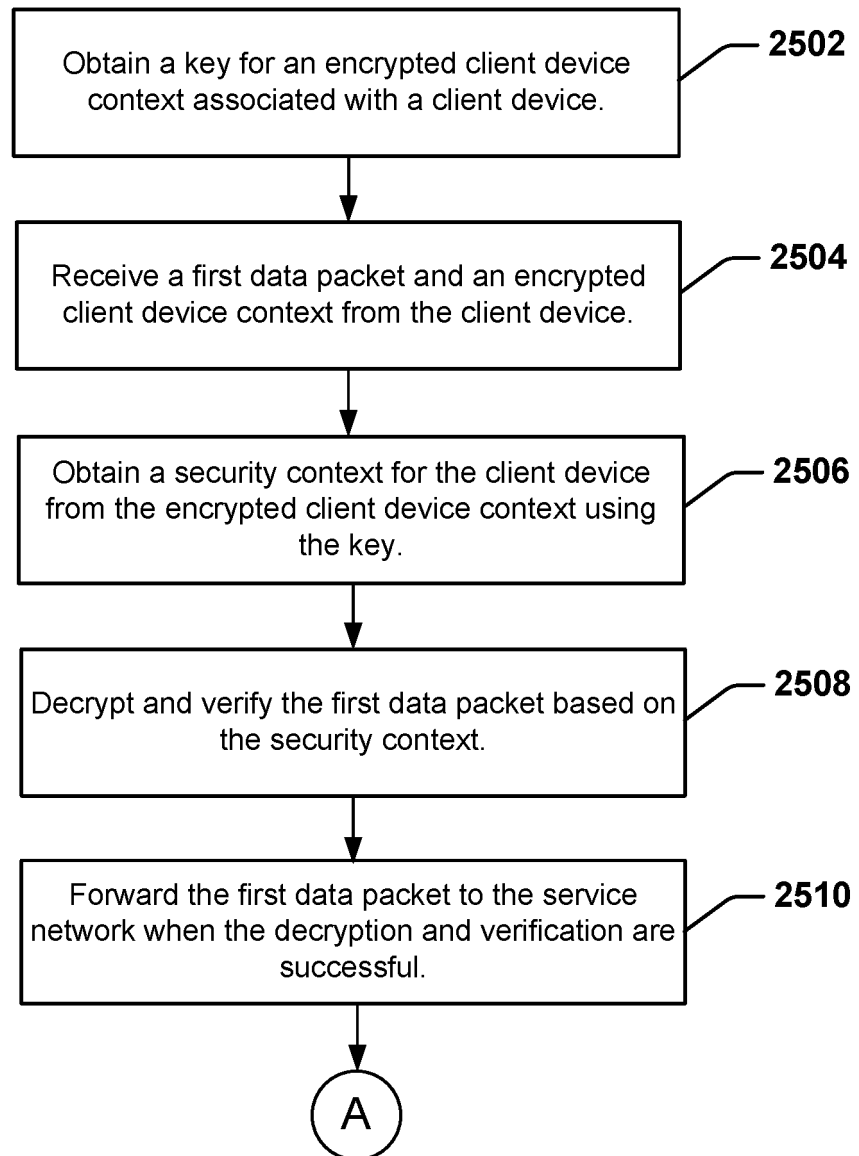 Obtain a key for an encrypted client device
context associated with a client device.
2502
Receive a first data packet and an encrypted
client device context from the client device.
2504
Obtain a security context for the client device
from the encrypted client device context using
the key.
2506
Decrypt and verify the first data packet based on
the security context.
2508
Forward the first data packet to the service
network when the decryption and verification are
successful.
2510
A